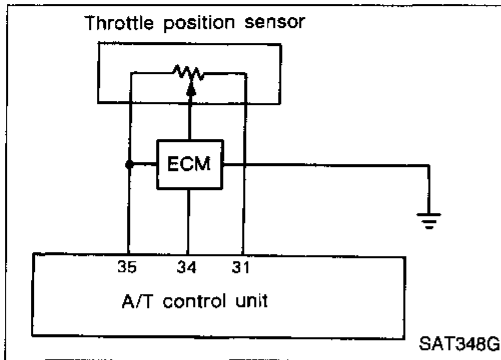 Throttle position sensor
ECM
35 34 31
A/T control unit
SAT348G